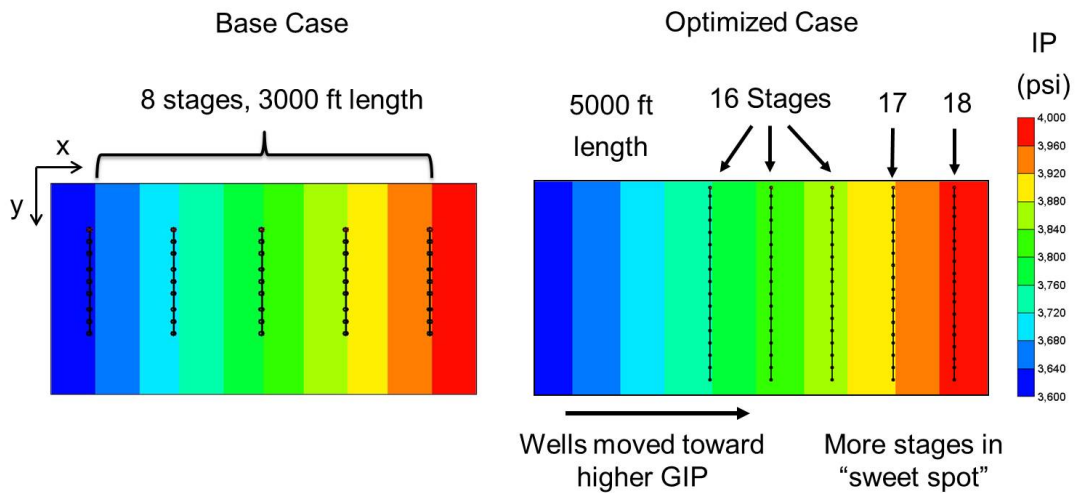 Base Case
8 stages, 3000 ft length
x
y
Optimized Case
5000 ft
length
16 Stages
17
18
IP
(psi)
4,000
3,960
3,920
3,880
3,840
3,800
3,760
3,720
3,680
3,640
3,600
Wells moved toward
higher GIP
More stages in
“sweet spot”